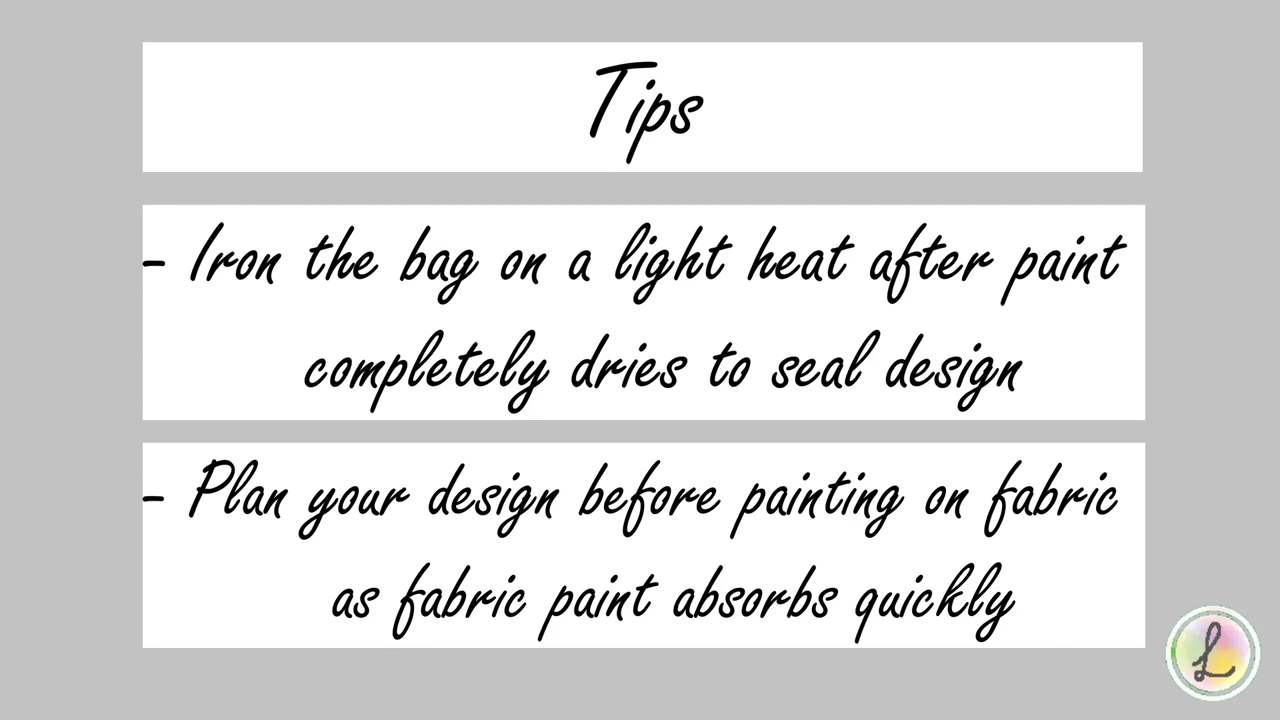 Tips
- Iron the bag on a light heat after paint
completely dries to seal design
- Plan your design before painting on fabric
as fabric paint absorbs quickly
L